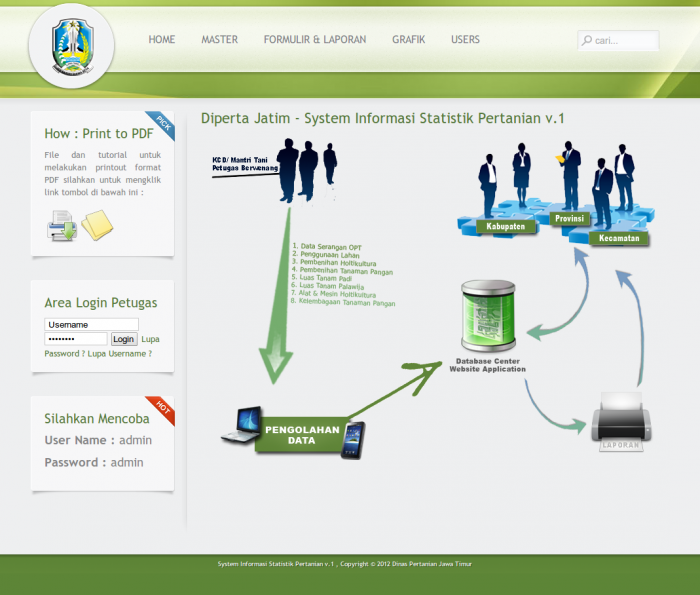 HOME MASTER FORMULIR & LAPORAN GRAFIK USERS cari...
PICK
How : Print to PDF
File dan tutorial untuk
melakukan printout format
PDF silahkan untuk mengklik
link tombol di bawah ini :
Area Login Petugas
Username
Login Lupa
Password ? Lupa Username ?
HOT
Silahkan Mencoba
User Name : admin
Password : admin
Diperta Jatim - System Informasi Statistik Pertanian v.1
KCD/ Mantri Tani
Petugas Berwenang
Kabupaten
Provinsi
Kecamatan
1. Data Serangan OPT
2. Penggunaan Lahan
3. Pembenihan Holtikultura
4. Pembenihan Tanaman Pangan
5. Luas Tanam Padi
6. Luas Tanam Palawija
7. Alat & Mesin Holtikultura
8. Kelembagaan Tanaman Pangan
Database Center
Website Application
PENGOLAHAN
DATA
LAPORAN
System Informasi Statistik Pertanian v.1 , Copyright © 2012 Dinas Pertanian Jawa Timur